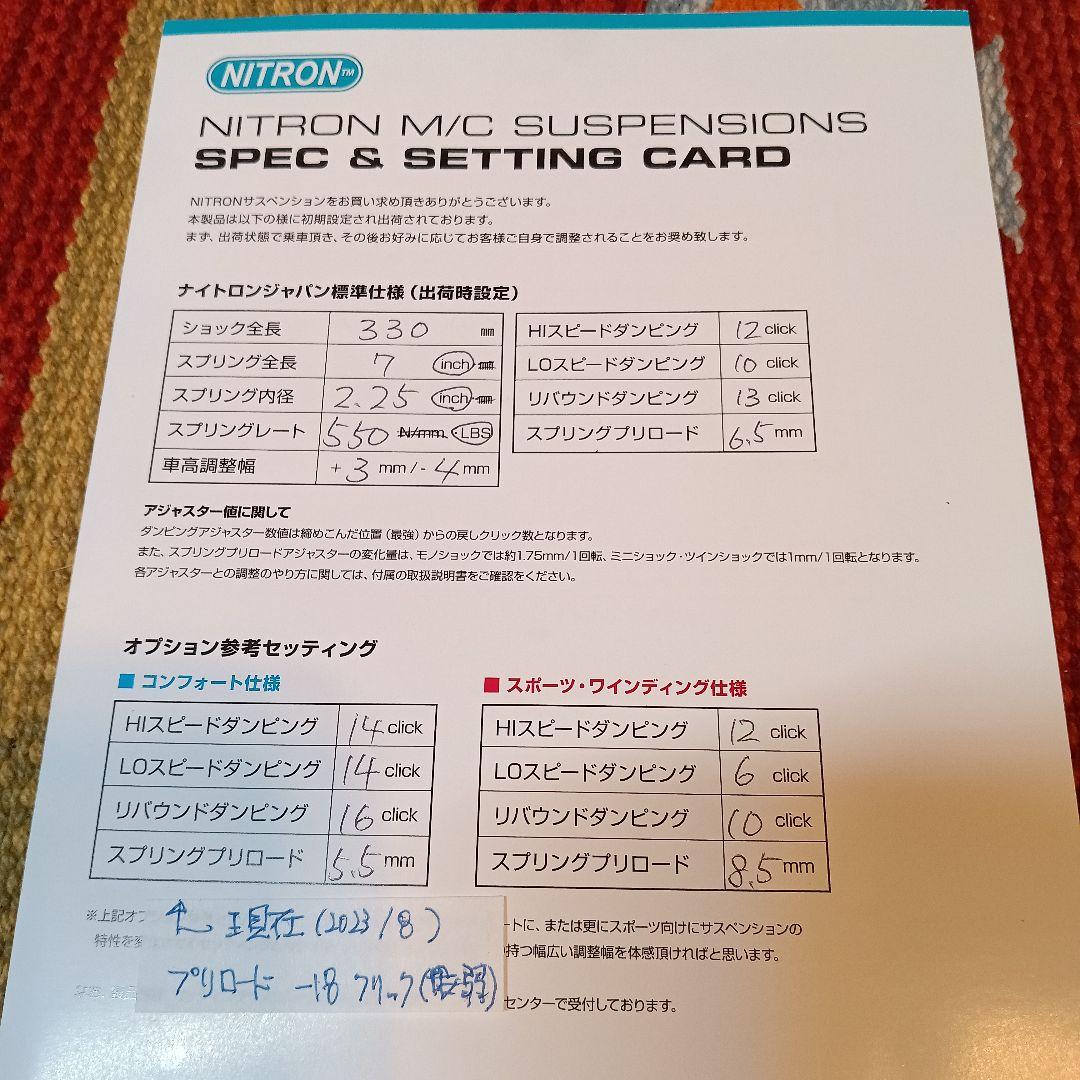 NITRON™
NITRON M/C SUSPENSIONS
SPEC & SETTING CARD
NITRONサスペンションをお買い求め頂きありがとうございます。
本製品は以下の様に初期設定され出荷されております。
まず、出荷状態で乗車頂き、その後お好みに応じてお客様ご自身で調整されることをお奨め致します。
ナイトロンジャパン標準仕様（出荷時設定）
ショック全長 330 mm
スプリング全長 7 inch・mm
スプリング内径 2.25 inch・mm
スプリングレート 550 N/mm・LBS
車高調整幅 +3 mm/-4mm
HIスピードダンピング 12 click
LOスピードダンピング 10 click
リバウンドダンピング 13 click
スプリングプリロード 6.5 mm
アジャスター値に関して
ダンピングアジャスター数値は締めこんだ位置（最強）からの戻しクリック数となります。
また、スプリングプリロードアジャスターの変化量は、モノショックでは約1.75mm/1回転、ミニショック・ツインショックでは1mm/1回転となります。
各アジャスターとの調整のやり方に関しては、付属の取扱説明書をご確認をください。
オプション参考セッティング
■ コンフォート仕様
HIスピードダンピング 14 click
LOスピードダンピング 14 click
リバウンドダンピング 16 click
スプリングプリロード 5.5 mm
■ スポーツ・ワインディング仕様
HIスピードダンピング 12 click
LOスピードダンピング 6 click
リバウンドダンピング 10 click
スプリングプリロード 8.5 mm
※上記オプ
ートに、または更にスポーツ向けにサスペンションの
特性を変
持つ幅広い調整幅を体感頂ければと思います。
センターで受付しております。
↑ 現在（2023/8）
プリロード -18 クリック(最弱)